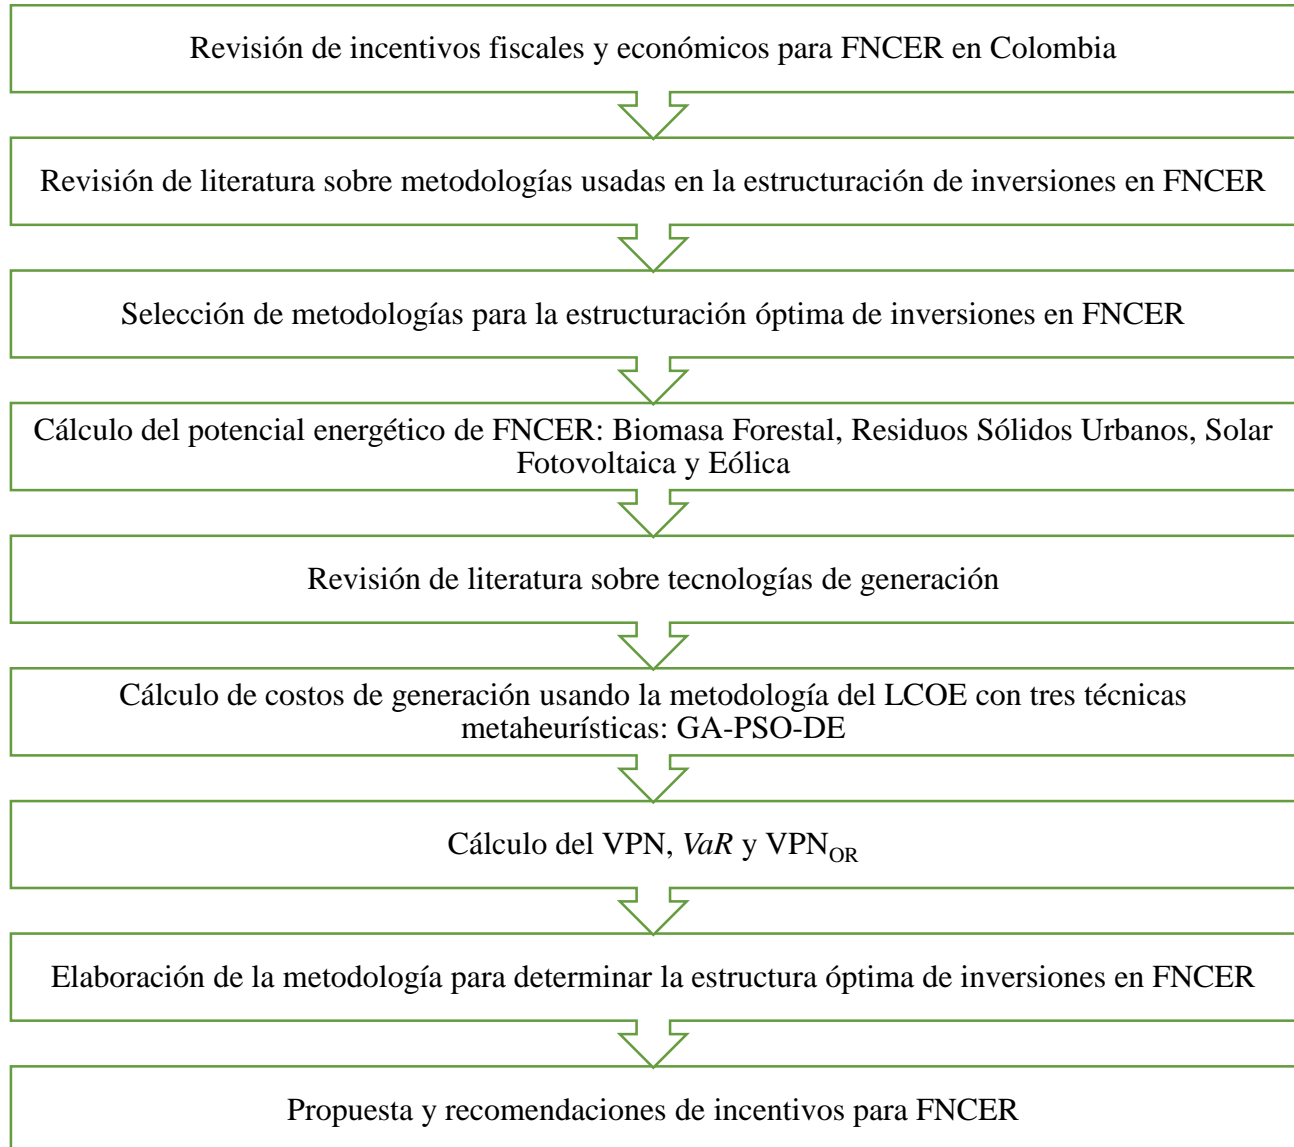 Revisión de incentivos fiscales y económicos para FNCER en Colombia
Revisión de literatura sobre metodologías usadas en la estructuración de inversiones en FNCER
Selección de metodologías para la estructuración óptima de inversiones en FNCER
Cálculo del potencial energético de FNCER: Biomasa Forestal, Residuos Sólidos Urbanos, Solar
Fotovoltaica y Eólica
Revisión de literatura sobre tecnologías de generación
Cálculo de costos de generación usando la metodología del LCOE con tres técnicas
metaheurísticas: GA-PSO-DE
Cálculo del VPN, VaR y VPN_OR
Elaboración de la metodología para determinar la estructura óptima de inversiones en FNCER
Propuesta y recomendaciones de incentivos para FNCER